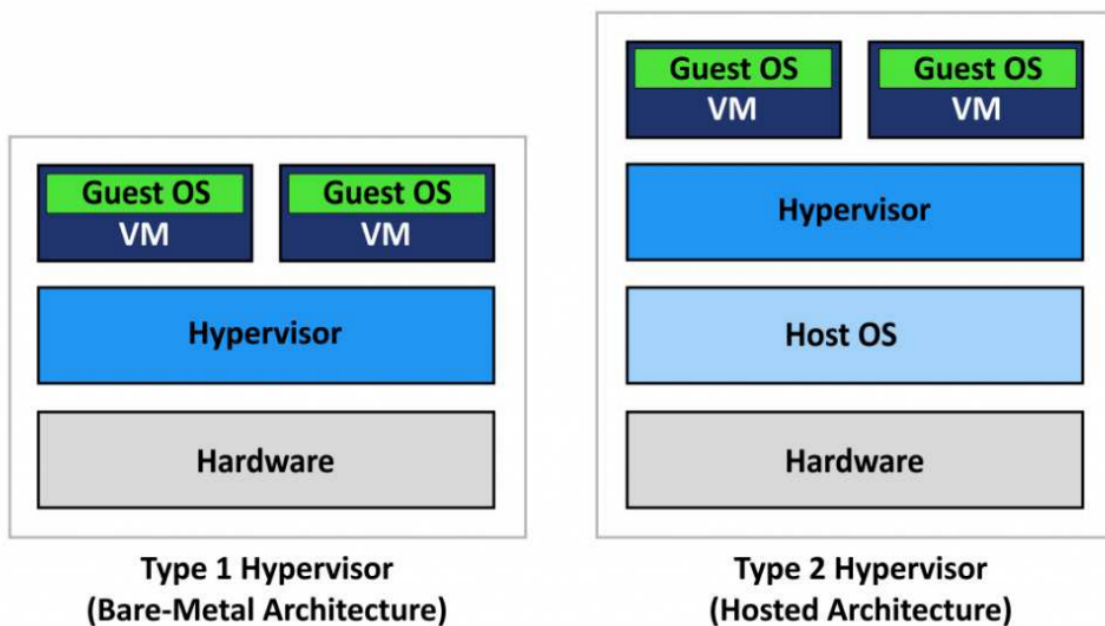 Guest OS
VM
Guest OS
VM
Hypervisor
Hardware
Type 1 Hypervisor
(Bare-Metal Architecture)
Guest OS
VM
Guest OS
VM
Hypervisor
Host OS
Hardware
Type 2 Hypervisor
(Hosted Architecture)